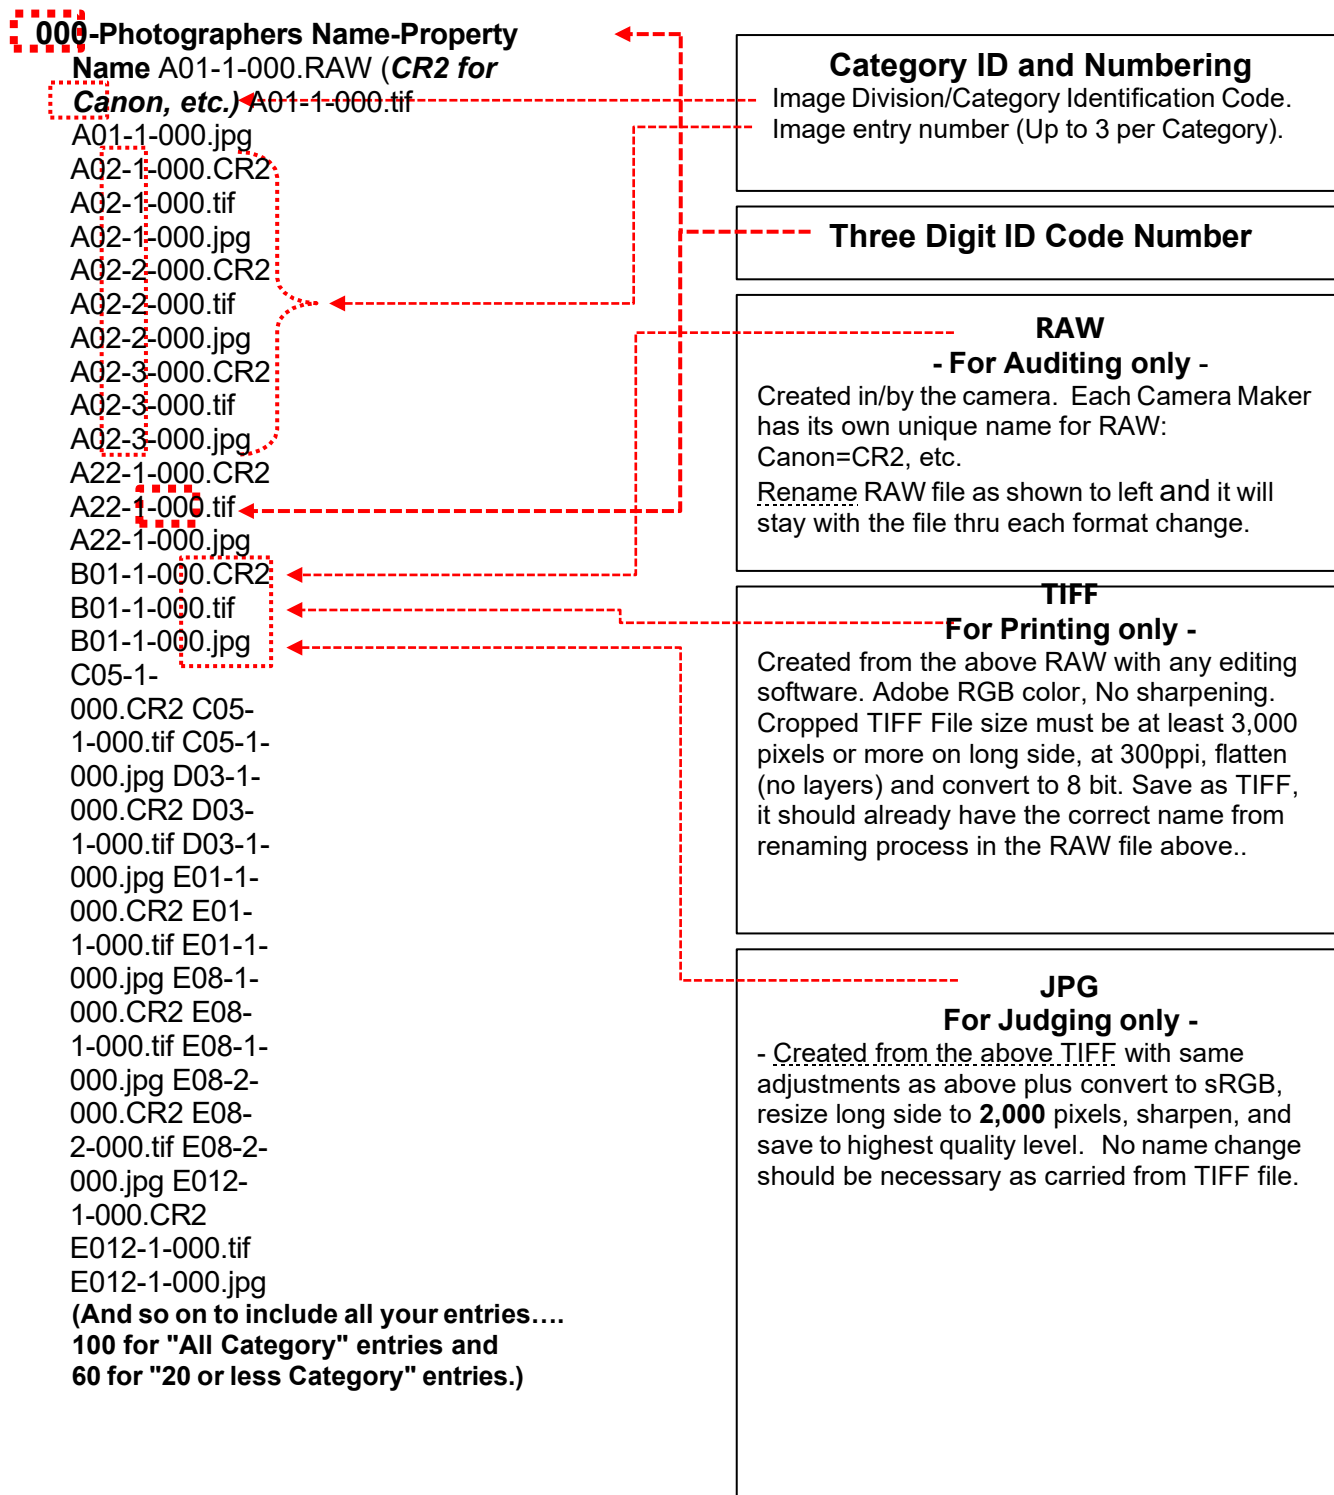 000-Photographers Name-Property
Name A01-1-000.RAW (CR2 for
Canon, etc.) A01-1-000.tif
A01-1-000.jpg
A02-1-000.CR2
A02-1-000.tif
A02-1-000.jpg
A02-2-000.CR2
A02-2-000.tif
A02-2-000.jpg
A02-3-000.CR2
A02-3-000.tif
A02-3-000.jpg
A22-1-000.CR2
A22-1-000.tif
A22-1-000.jpg
B01-1-000.CR2
B01-1-000.tif
B01-1-000.jpg
C05-1-
000.CR2 C05-
1-000.tif C05-1-
000.jpg D03-1-
000.CR2 D03-
1-000.tif D03-1-
000.jpg E01-1-
000.CR2 E01-
1-000.tif E01-1-
000.jpg E08-1-
000.CR2 E08-
1-000.tif E08-1-
000.jpg E08-2-
000.CR2 E08-
2-000.tif E08-2-
000.jpg E012-
1-000.CR2
E012-1-000.tif
E012-1-000.jpg
(And so on to include all your entries….
100 for "All Category" entries and
60 for "20 or less Category" entries.)
Category ID and Numbering
Image Division/Category Identification Code.
Image entry number (Up to 3 per Category).
Three Digit ID Code Number
RAW
- For Auditing only -
Created in/by the camera. Each Camera Maker
has its own unique name for RAW:
Canon=CR2, etc.
Rename RAW file as shown to left and it will
stay with the file thru each format change.
TIFF
For Printing only -
Created from the above RAW with any editing
software. Adobe RGB color, No sharpening.
Cropped TIFF File size must be at least 3,000
pixels or more on long side, at 300ppi, flatten
(no layers) and convert to 8 bit. Save as TIFF,
it should already have the correct name from
renaming process in the RAW file above..
JPG
For Judging only -
- Created from the above TIFF with same
adjustments as above plus convert to sRGB,
resize long side to 2,000 pixels, sharpen, and
save to highest quality level. No name change
should be necessary as carried from TIFF file.